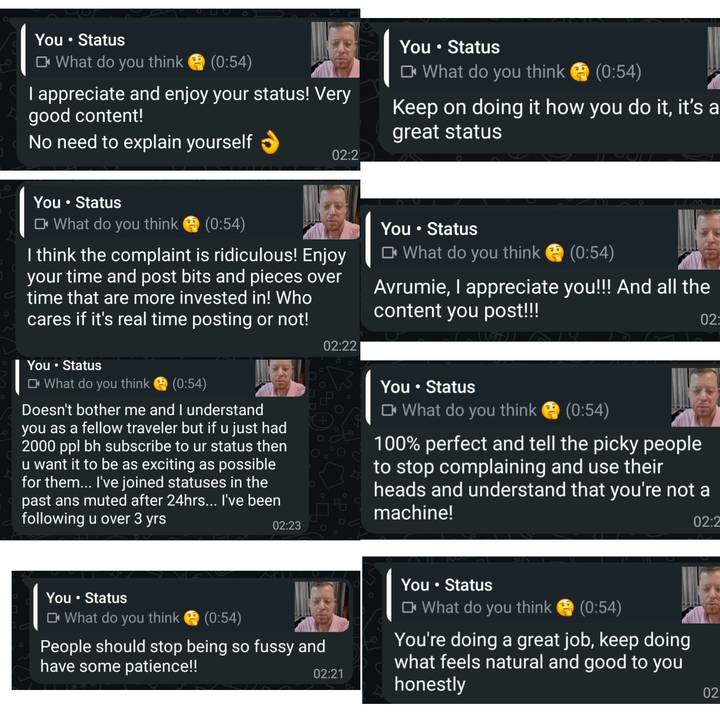 You • Status
What do you think 🤔 (0:54)
I appreciate and enjoy your status! Very
good content!
No need to explain yourself 👌
02:2
You • Status
What do you think 🤔 (0:54)
I think the complaint is ridiculous! Enjoy
your time and post bits and pieces over
time that are more invested in! Who
cares if it's real time posting or not!
02:22
You • Status
What do you think 🤔 (0:54)
Doesn't bother me and I understand
you as a fellow traveler but if u just had
2000 ppl bh subscribe to ur status then
u want it to be as exciting as possible
for them... I've joined statuses in the
past ans muted after 24hrs... I've been
following u over 3 yrs
02:23
You • Status
What do you think 🤔 (0:54)
People should stop being so fussy and
have some patience!!
02:21
You • Status
What do you think 🤔 (0:54)
Keep on doing it how you do it, it’s a
great status
You • Status
What do you think 🤔 (0:54)
Avrumie, I appreciate you!!! And all the
content you post!!!
02:
You • Status
What do you think 🤔 (0:54)
100% perfect and tell the picky people
to stop complaining and use their
heads and understand that you're not a
machine!
02:2
You • Status
What do you think 🤔 (0:54)
You're doing a great job, keep doing
what feels natural and good to you
honestly
02